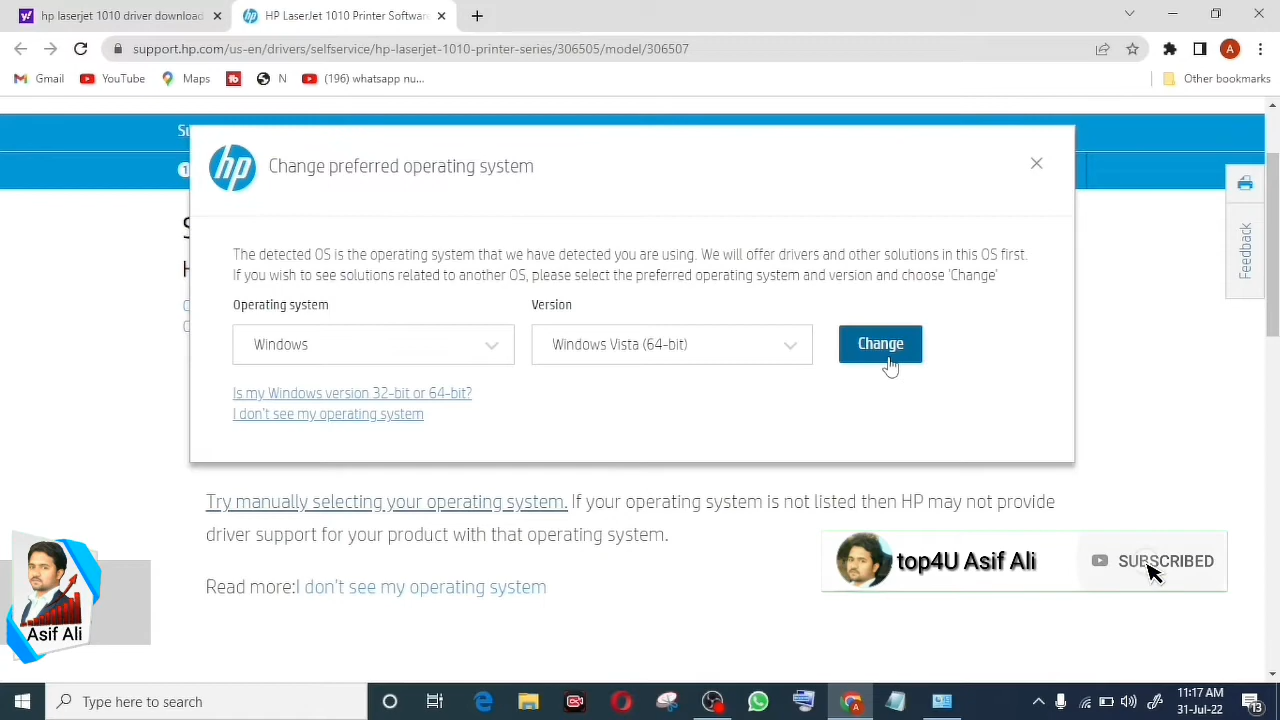 hp laserjet 1010 driver download
HP LaserJet 1010 Printer Softwar
support.hp.com/us-en/drivers/selfservice/hp-laserjet-1010-printer-series/306505/model/306507
A
Gmail
YouTube
Maps
N
(196) whatsapp nu...
Other bookmarks
hp
Change preferred operating system
The detected OS is the operating system that we have detected you are using. We will offer drivers and other solutions in this OS first.
If you wish to see solutions related to another OS, please select the preferred operating system and version and choose 'Change'
Operating system
Version
Windows
Windows Vista (64-bit)
Change
Is my Windows version 32-bit or 64-bit?
I don't see my operating system
Feedback
Try manually selecting your operating system. If your operating system is not listed then HP may not provide
driver support for your product with that operating system.
Read more:I don't see my operating system
top4U Asif Ali
SUBSCRIBED
Asif Ali
Type here to search
11:17 AM
31-Jul-22
13